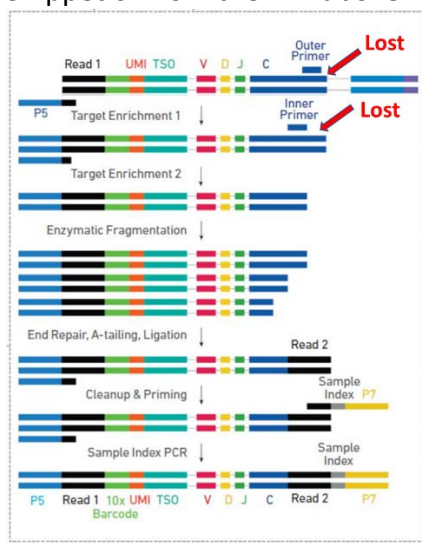 Outer
Primer
Lost
Read 1 UMI TSO V D J C
P5
Target Enrichment 1
Inner
Primer
Lost
Target Enrichment 2
Enzymatic Fragmentation
End Repair, A-tailing, Ligation
Read 2
Cleanup & Priming
Sample
Index P7
Sample Index PCR
Sample
Index
P5 Read 1 10x UMI TSO V D J C Read 2 P7
Barcode